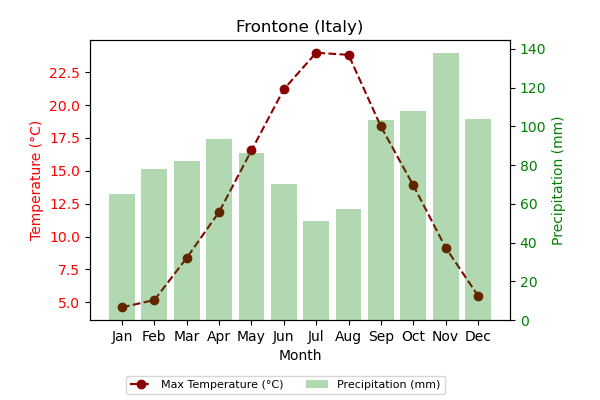 Frontone (Italy)
Temperature (°C)
22.5
20.0
17.5
15.0
12.5
10.0
7.5
5.0
140
120
100
80
60
40
20
0
Precipitation (mm)
Jan Feb Mar Apr May Jun Jul Aug Sep Oct Nov Dec
Month
Max Temperature (°C) Precipitation (mm)